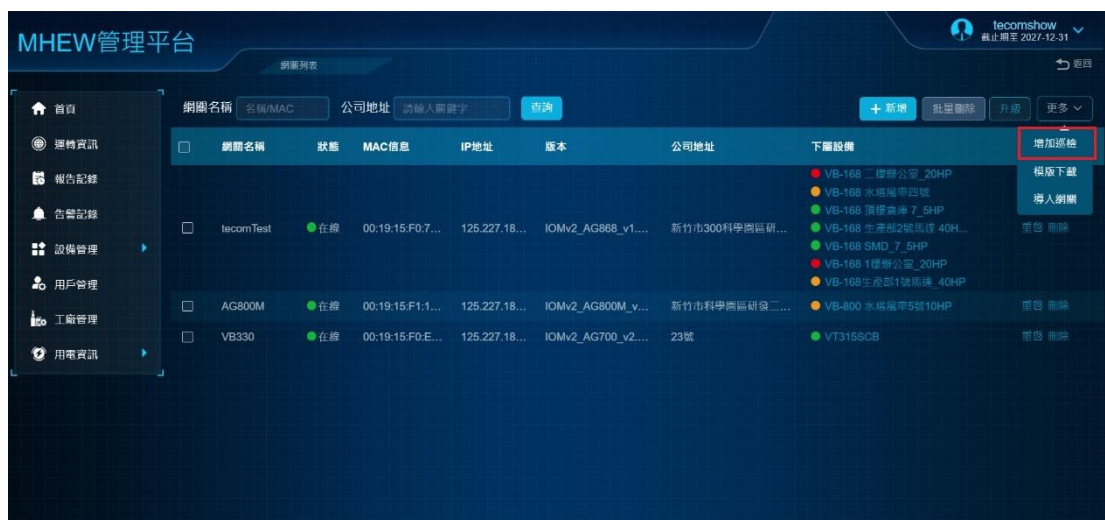 MHEW管理平台
tecomshow
截止期至 2027-12-31
網關列表
返回
首頁
運轉資訊
報告記錄
告警記錄
設備管理
用戶管理
工廠管理
用電資訊
網關名稱 名稱/MAC 公司地址 請輸入關鍵字 查詢 + 新增 批量刪除 升級 更多
增加巡檢
模版下載
導入網關
網關名稱 狀態 MAC信息 IP地址 版本 公司地址 下屬設備
VB-168 二樓辦公室_20HP
VB-168 水塔風車四號
VB-168 頂樓倉庫 7_5HP
tecomTest 在線 00:19:15:F0:7... 125.227.18... IOMv2_AG868_v1.... 新竹市300科學園區研... VB-168 生產部2號馬達 40H... 重啓 刪除
VB-168 SMD_7_5HP
VB-168 1樓辦公室_20HP
VB-168生產部1號馬達_40HP
AG800M 在線 00:19:15:F1:1... 125.227.18... IOMv2_AG800M_v... 新竹市科學園區研發二... VB-800 水塔風車5號10HP 重啓 刪除
VB330 在線 00:19:15:F0:E... 125.227.18... IOMv2_AG700_v2.... 23號 VT315SCB 重啓 刪除